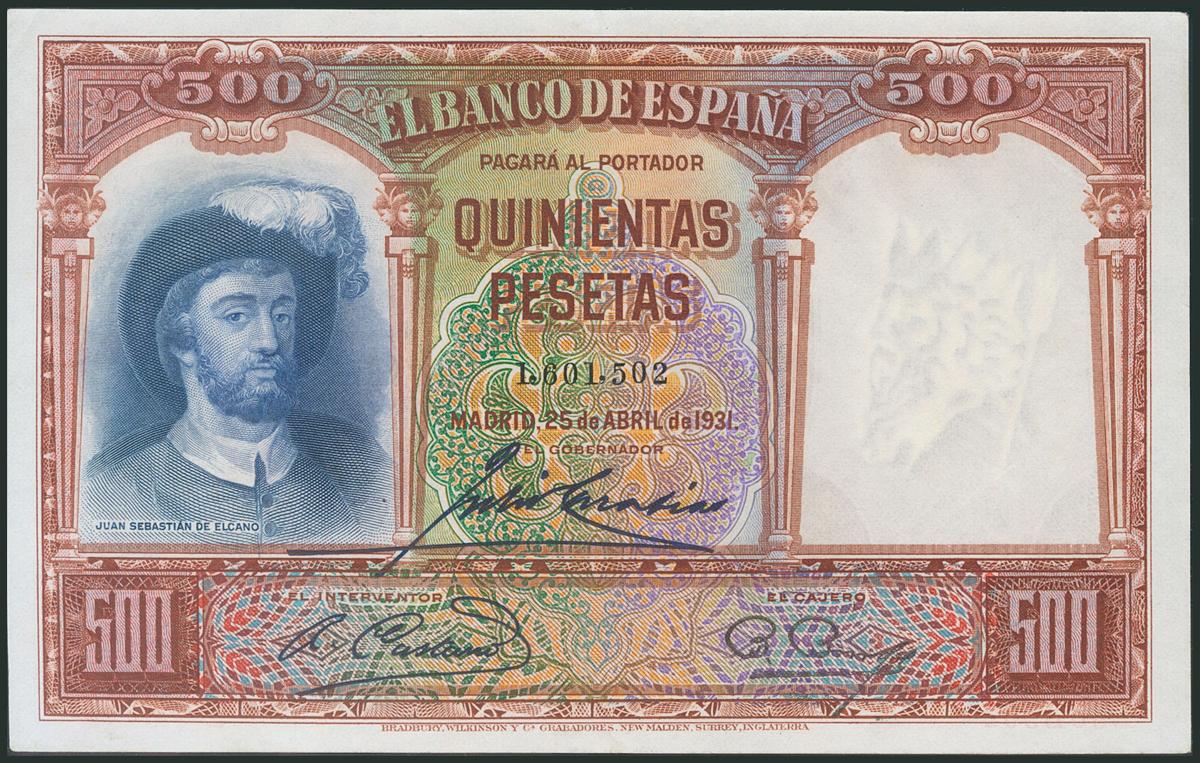 500 500
EL BANCO DE ESPAÑA
PAGARÁ AL PORTADOR
QUINIENTAS
PESETAS
1,601,502
MADRID, 25 de ABRIL de 1931.
EL GOBERNADOR
JUAN SEBASTIÁN DE ELCANO
EL INTERVENTOR EL CAJERO
500 500
BRADBURY, WILKINSON Y Cª. GRABADORES. NEW MALDEN, SURREY, INGLATERRA